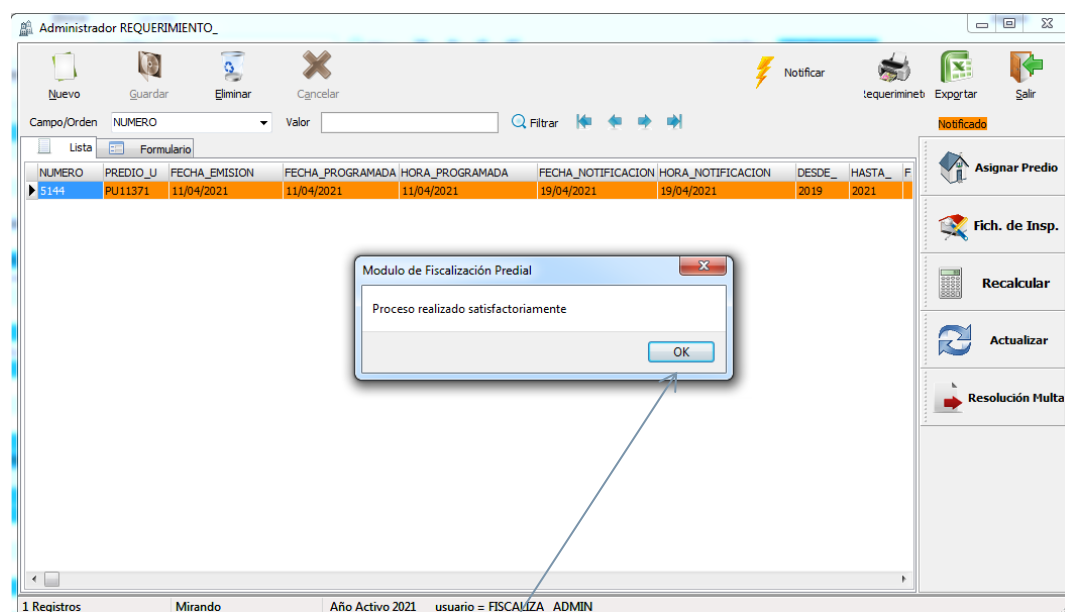 Administrador REQUERIMIENTO_
Nuevo Guardar Eliminar Cancelar Notificar Requerimineto Exportar Salir
Campo/Orden NUMERO Valor Filtrar Notificado
Lista Formulario
NUMERO PREDIO_U FECHA_EMISION FECHA_PROGRAMADA HORA_PROGRAMADA FECHA_NOTIFICACION HORA_NOTIFICACION DESDE_ HASTA_ F
5144 PU11371 11/04/2021 11/04/2021 11/04/2021 19/04/2021 19/04/2021 2019 2021
Asignar Predio
Fich. de Insp.
Recalcular
Actualizar
Resolución Multa
Modulo de Fiscalización Predial
Proceso realizado satisfactoriamente
OK
1 Registros Mirando Año Activo 2021 usuario = FISCALIZA_ADMIN